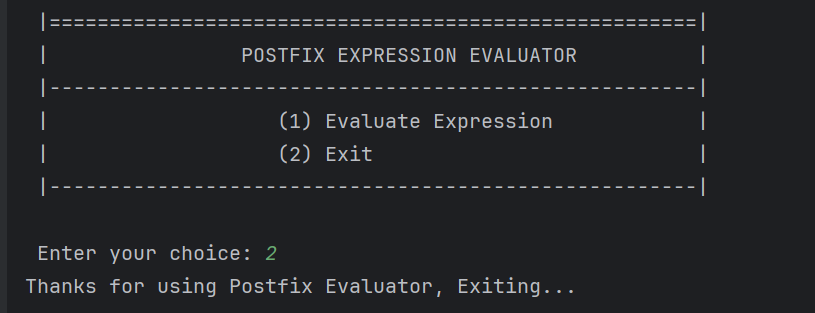 |======================================================|
|                POSTFIX EXPRESSION EVALUATOR          |
|------------------------------------------------------|
|                   (1) Evaluate Expression            |
|                   (2) Exit                           |
|------------------------------------------------------|
Enter your choice: 2
Thanks for using Postfix Evaluator, Exiting...